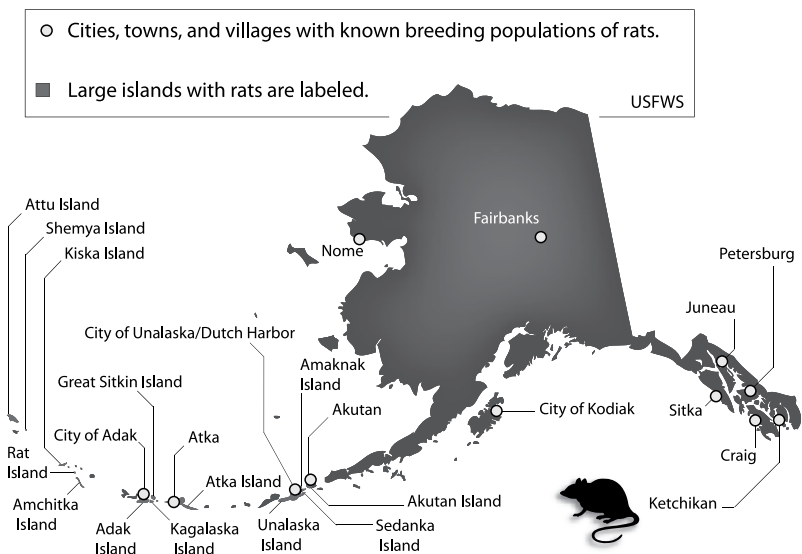 Cities, towns, and villages with known breeding populations of rats.
Large islands with rats are labeled.
USFWS
Attu Island
Shemya Island
Kiska Island
Nome
Fairbanks
Petersburg
Juneau
City of Unalaska/Dutch Harbor
Amaknak
Island
Great Sitkin Island
Akutan
City of Adak
Atka
City of Kodiak
Sitka
Craig
Rat
Island
Amchitka
Island
Atka Island
Adak
Island
Kagalaska
Island
Unalaska
Island
Akutan Island
Sedanka
Island
Ketchikan